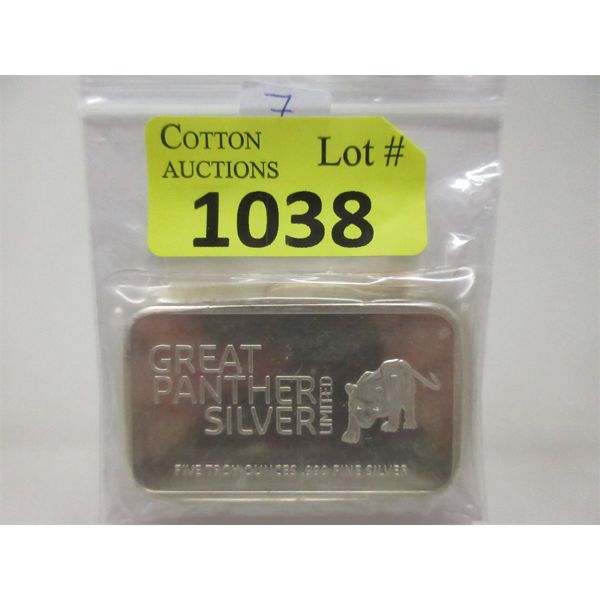 7
COTTON
AUCTIONS
Lot #
1038
GREAT
PANTHER
SILVER
LIMITED
FIVE TROY OUNCES .999 FINE SILVER